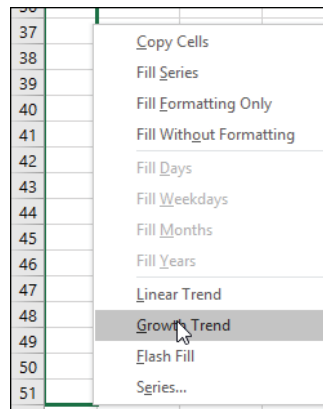 37
Copy Cells
38
Fill Series
39
Fill Formatting Only
40
41
Fill Without Formatting
42
Fill Days
43
Fill Weekdays
44
45
Fill Months
46
Fill Years
47
Linear Trend
48
Growth Trend
49
Flash Fill
50
51
Series...